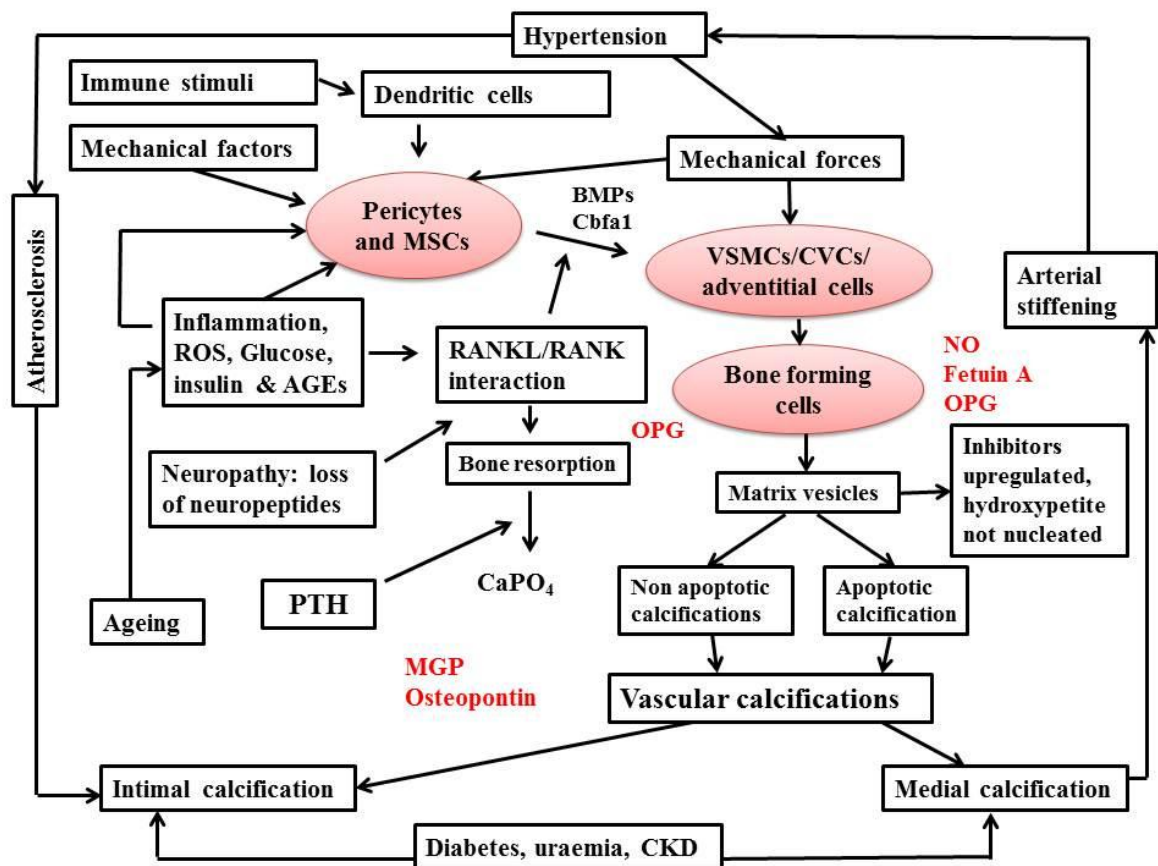 Hypertension
Immune stimuli
Dendritic cells
Mechanical factors
Mechanical forces
BMPs
Cbfa1
Pericytes
and MSCs
Atherosclerosis
VSMCs/CVCs/
adventitial cells
Arterial
stiffening
Inflammation,
ROS, Glucose,
insulin & AGEs
RANKL/RANK
interaction
NO
Fetuin A
OPG
Bone forming
cells
OPG
Neuropathy: loss
of neuropeptides
Bone resorption
Matrix vesicles
Inhibitors
upregulated,
hydroxypetite
not nucleated
CaPO₄
PTH
Ageing
Non apoptotic
calcifications
Apoptotic
calcification
MGP
Osteopontin
Vascular calcifications
Intimal calcification
Medial calcification
Diabetes, uraemia, CKD